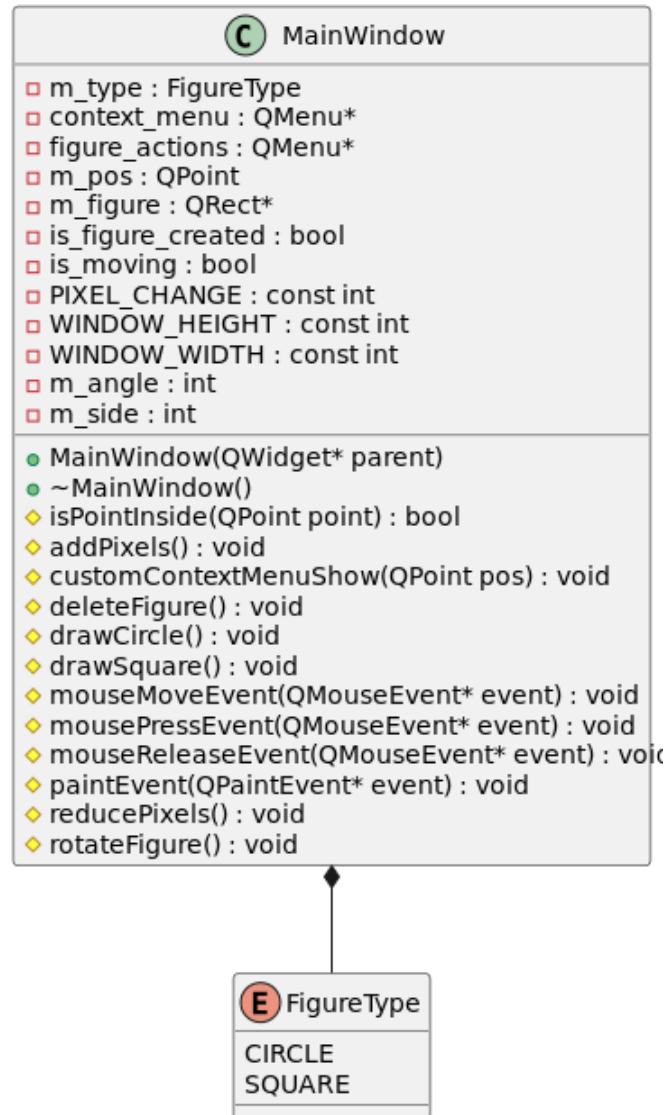 C MainWindow
m_type : FigureType
context_menu : QMenu*
figure_actions : QMenu*
m_pos : QPoint
m_figure : QRect*
is_figure_created : bool
is_moving : bool
PIXEL_CHANGE : const int
WINDOW_HEIGHT : const int
WINDOW_WIDTH : const int
m_angle : int
m_side : int
MainWindow(QWidget* parent)
~MainWindow()
isPointInside(QPoint point) : bool
addPixels() : void
customContextMenuShow(QPoint pos) : void
deleteFigure() : void
drawCircle() : void
drawSquare() : void
mouseMoveEvent(QMouseEvent* event) : void
mousePressEvent(QMouseEvent* event) : void
mouseReleaseEvent(QMouseEvent* event) : void
paintEvent(QPaintEvent* event) : void
reducePixels() : void
rotateFigure() : void
E FigureType
CIRCLE
SQUARE